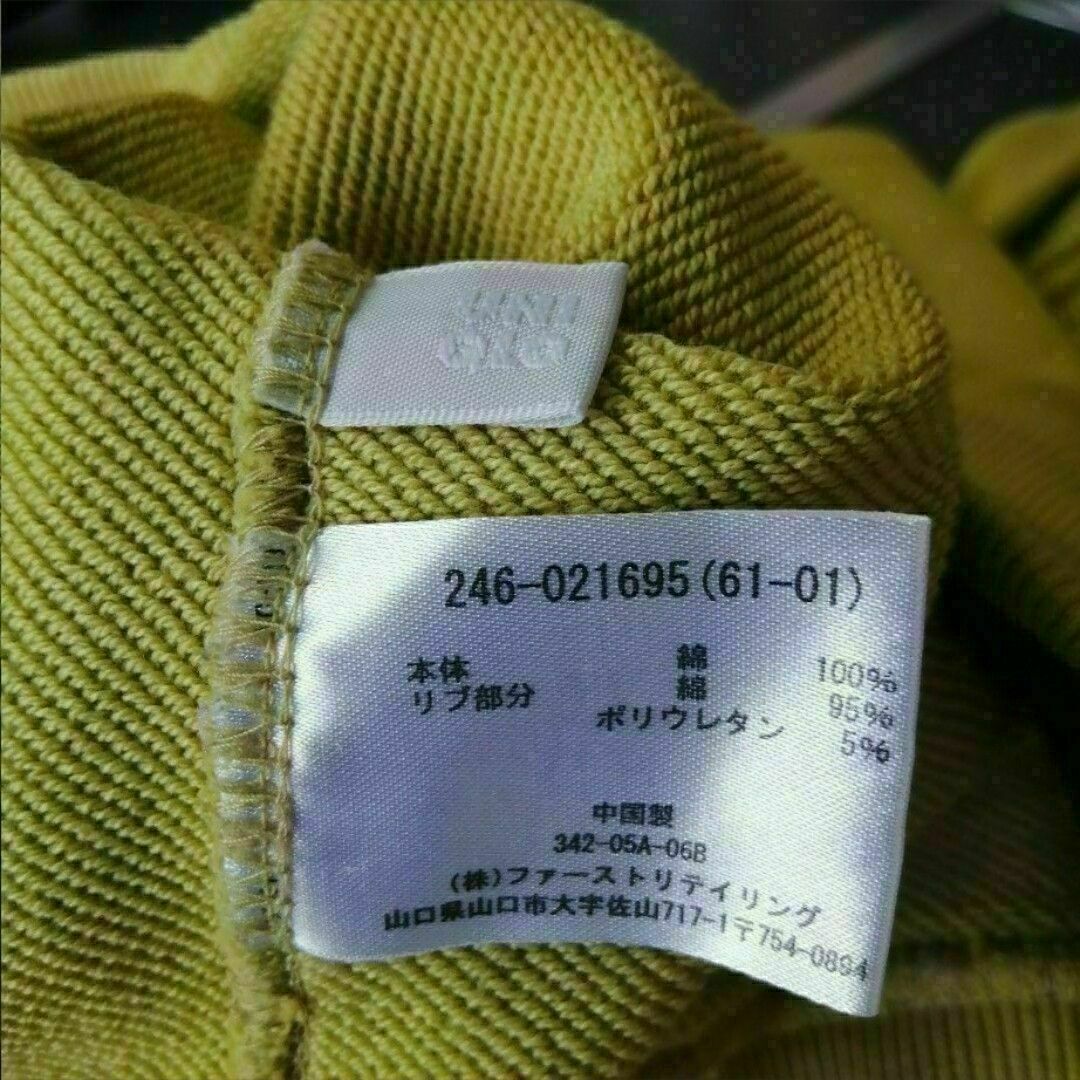 UNI
QLO
246-021695(61-01)
本体 綿 100%
リブ部分 綿 95%
ポリウレタン 5%
中国製
342-05A-06B
(株)ファーストリテイリング
山口県山口市大字佐山717-1〒754-0894